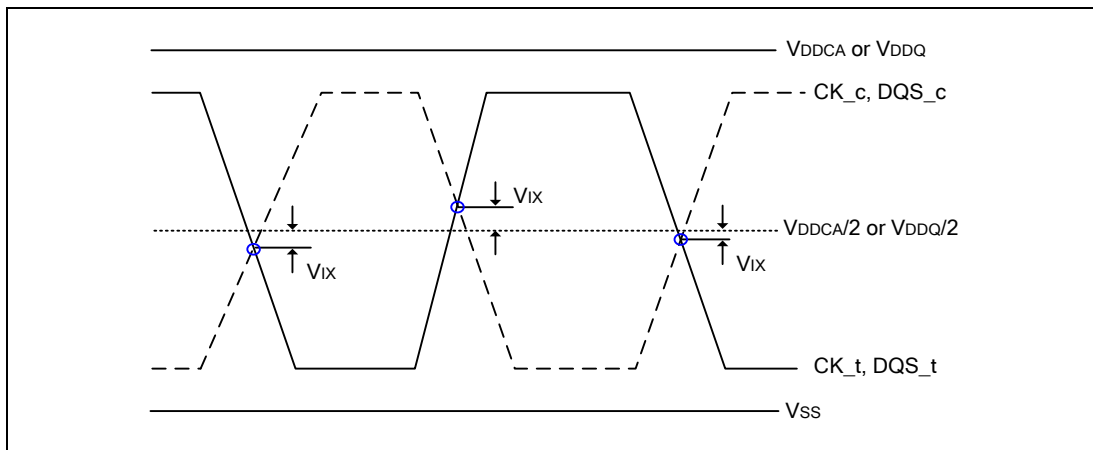 VDDCA or VDDQ
CK_c, DQS_c
VIX
VDDCA/2 or VDDQ/2
VIX
VIX
CK_t, DQS_t
VSS